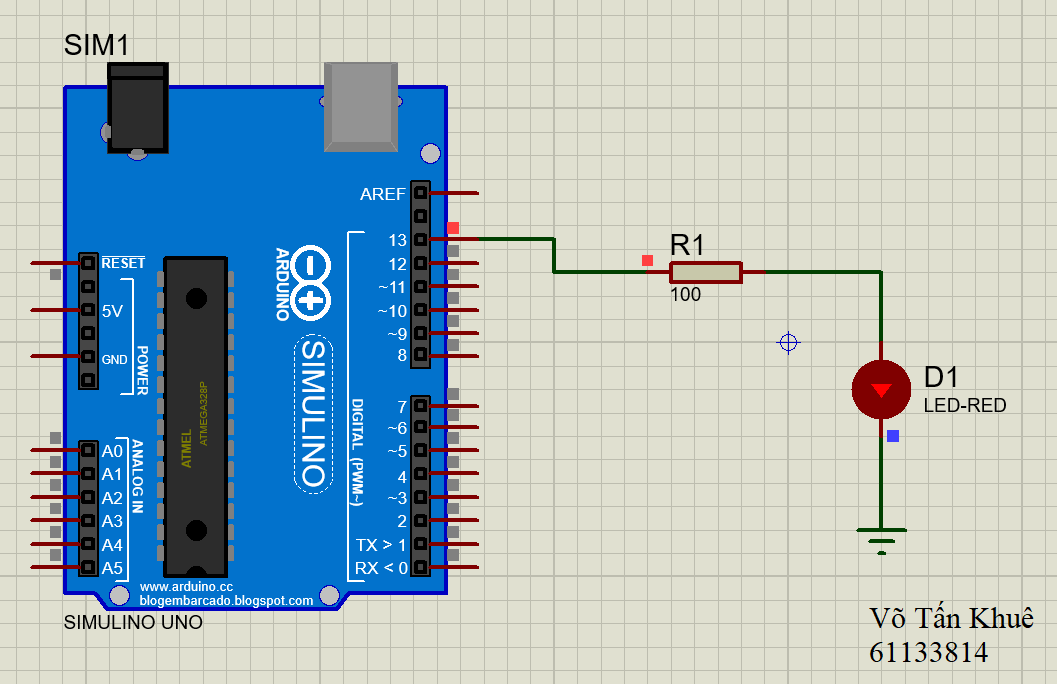 SIM1
AREF
13
12
~11
~10
~9
8
RESET
5V
GND
POWER
ARDUINO
SIMULINO
ATMEL
ATMEGA328P
DIGITAL (PWM~)
7
~6
~5
4
~3
2
TX > 1
RX < 0
ANALOG IN
A0
A1
A2
A3
A4
A5
www.arduino.cc
blogembarcado.blogspot.com
SIMULINO UNO
R1
100
D1
LED-RED
Võ Tấn Khuê
61133814